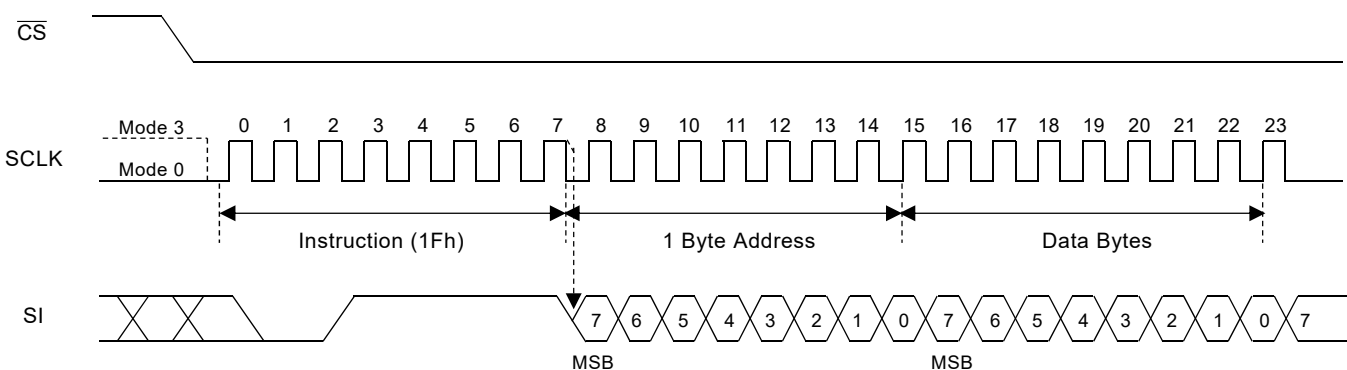 CS
Mode 3
0 1 2 3 4 5 6 7 8 9 10 11 12 13 14 15 16 17 18 19 20 21 22 23
SCLK
Mode 0
Instruction (1Fh) 1 Byte Address Data Bytes
SI
7 6 5 4 3 2 1 0 7 6 5 4 3 2 1 0 7
MSB MSB